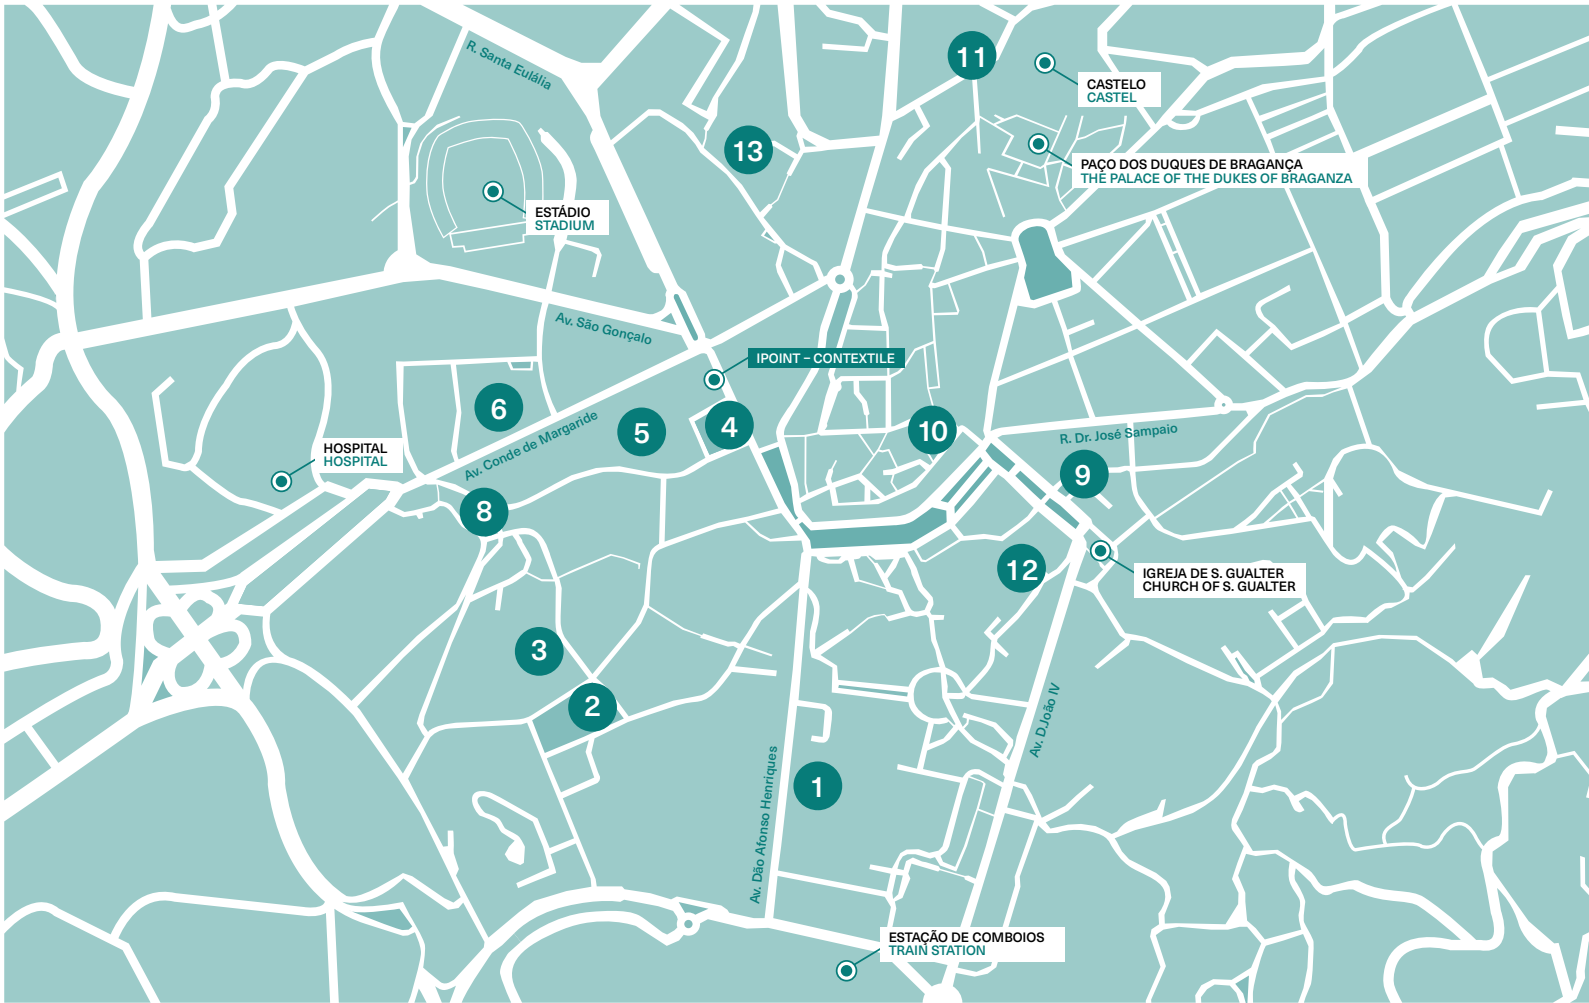 R. Santa Eulália
11
CASTELO
CASTEL
13
PAÇO DOS DUQUES DE BRAGANÇA
THE PALACE OF THE DUKES OF BRAGANZA
ESTÁDIO
STADIUM
Av. São Gonçalo
IPOINT – CONTEXTILE
6
5
4
10
Av. Conde de Margaride
R. Dr. José Sampaio
HOSPITAL
HOSPITAL
9
8
12
IGREJA DE S. GUALTER
CHURCH OF S. GUALTER
3
2
Av. D.João IV
1
Av. Dão Afonso Henriques
ESTAÇÃO DE COMBOIOS
TRAIN STATION